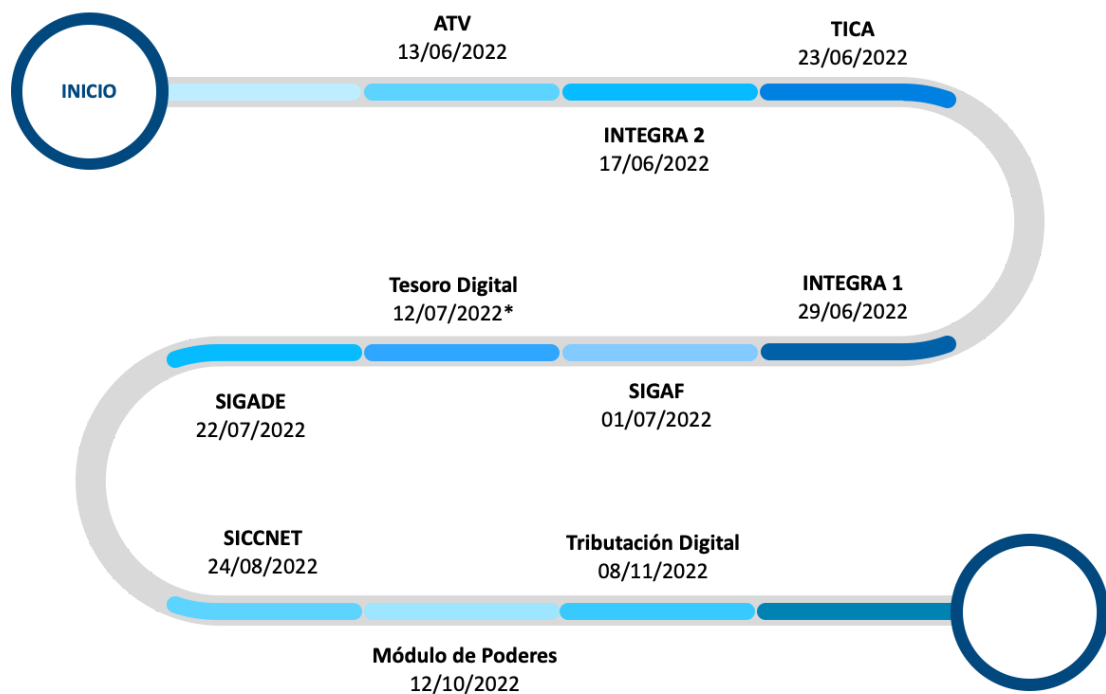 INICIO
ATV
13/06/2022
INTEGRA 2
17/06/2022
TICA
23/06/2022
INTEGRA 1
29/06/2022
SIGAF
01/07/2022
Tesoro Digital
12/07/2022*
SIGADE
22/07/2022
SICCNET
24/08/2022
Módulo de Poderes
12/10/2022
Tributación Digital
08/11/2022